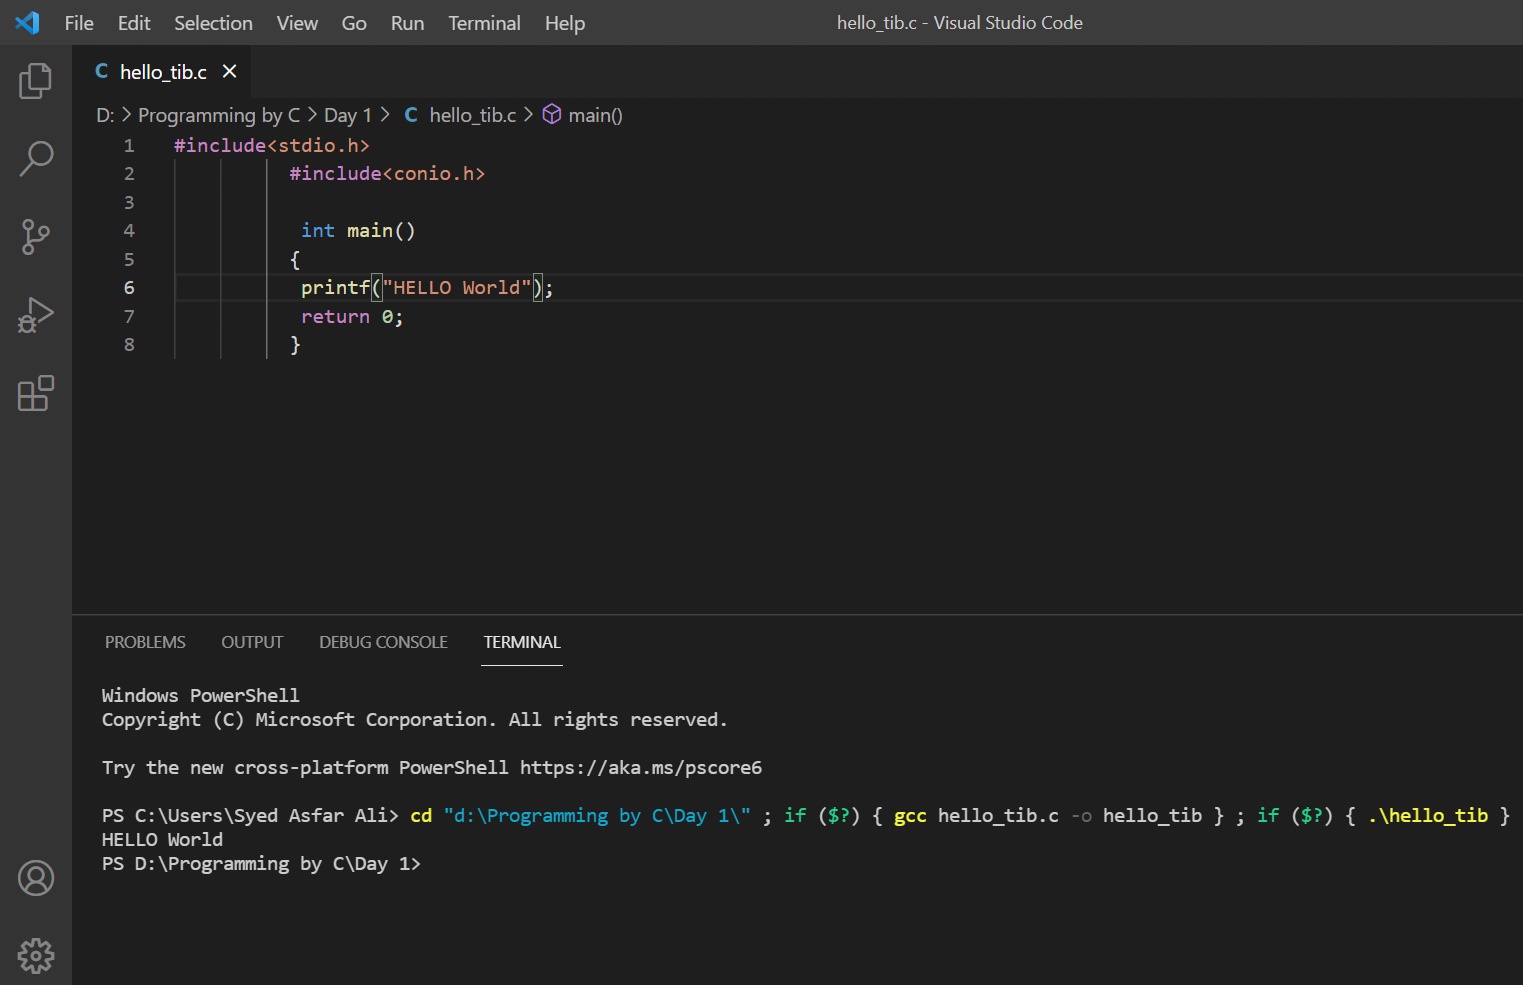 File Edit Selection View Go Run Terminal Help hello_tib.c - Visual Studio Code
C hello_tib.c ×
D: > Programming by C > Day 1 > C hello_tib.c > main()
1 #include<stdio.h>
2 #include<conio.h>
3
4 int main()
5 {
6 printf("HELLO World");
7 return 0;
8 }
PROBLEMS OUTPUT DEBUG CONSOLE TERMINAL
Windows PowerShell
Copyright (C) Microsoft Corporation. All rights reserved.
Try the new cross-platform PowerShell https://aka.ms/pscore6
PS C:\Users\Syed Asfar Ali> cd "d:\Programming by C\Day 1\" ; if ($?) { gcc hello_tib.c -o hello_tib } ; if ($?) { .\hello_tib }
HELLO World
PS D:\Programming by C\Day 1>